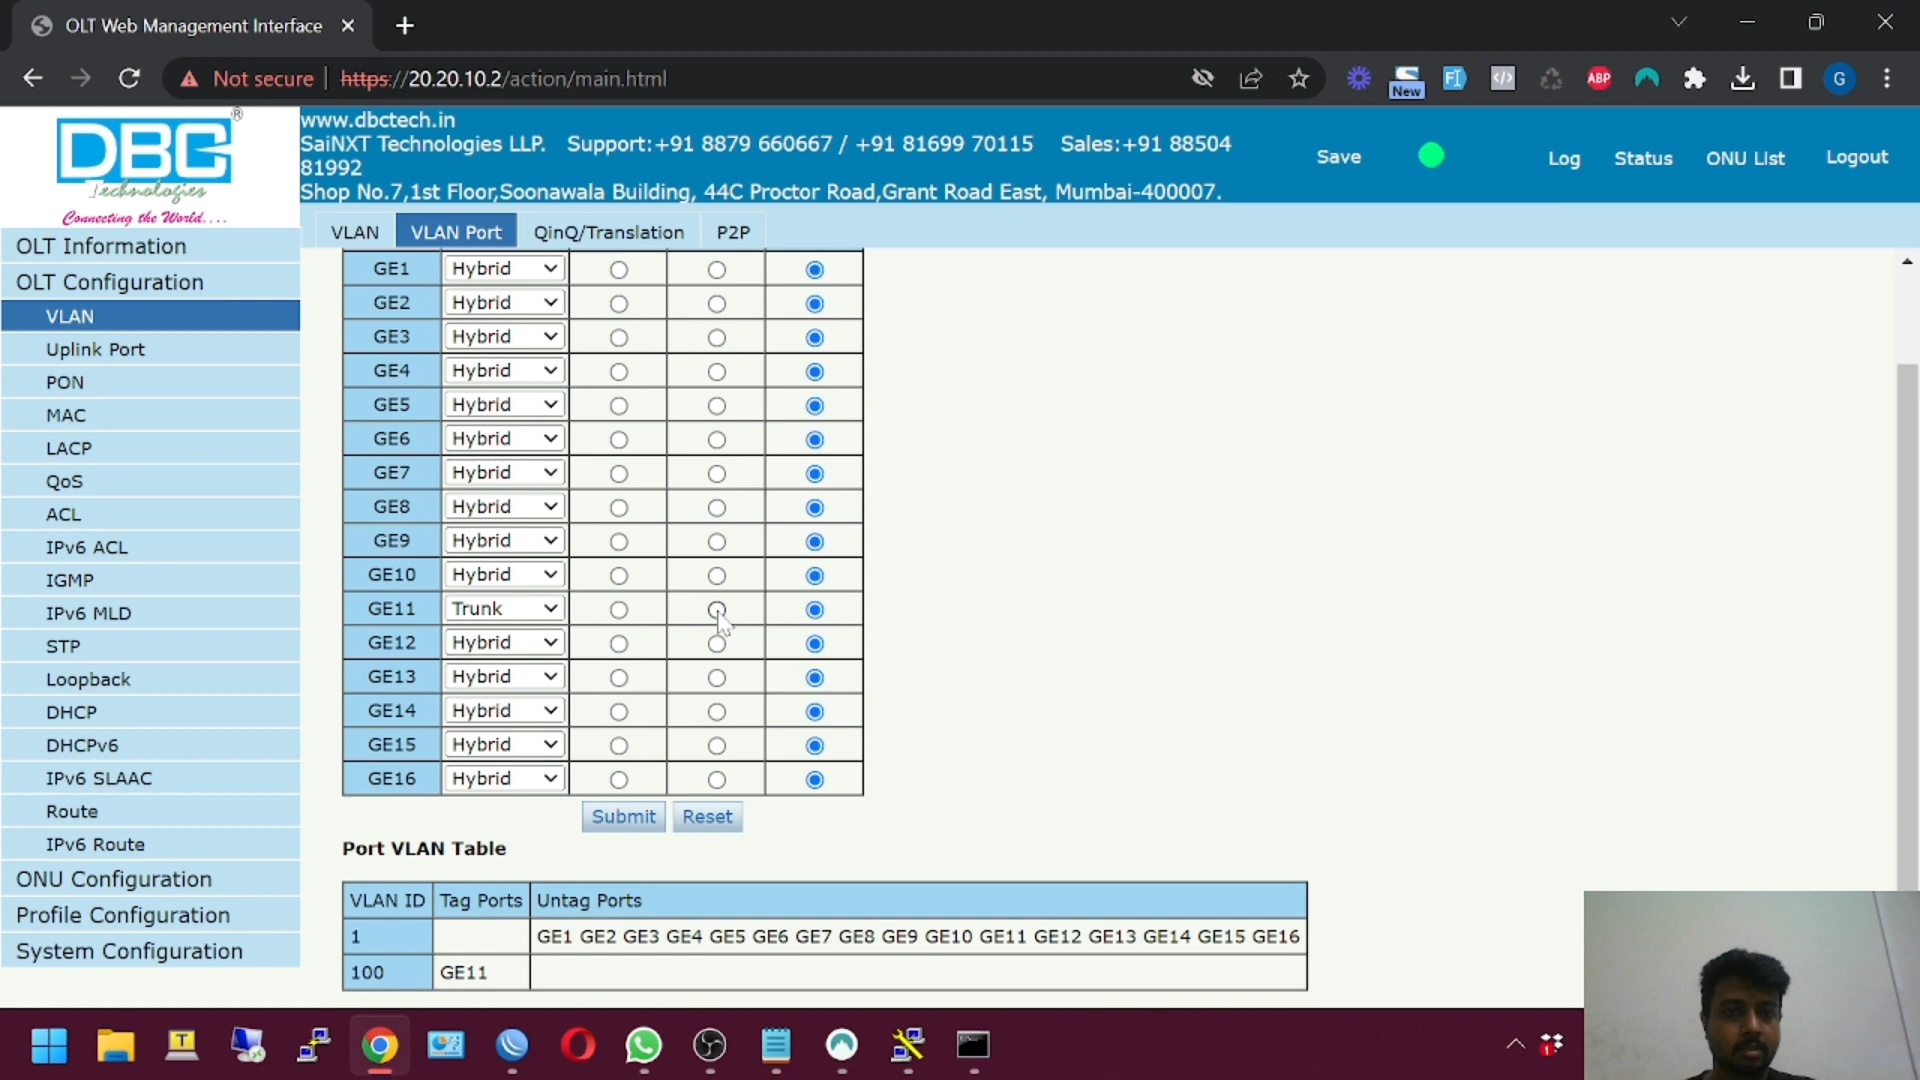 OLT Web Management Interface
Not secure
https://20.20.10.2/action/main.html
New
FI
</>
ABP
G
DBC
®
Technologies
Connecting the World....
www.dbctech.in
SaiNXT Technologies LLP. Support:+91 8879 660667 / +91 81699 70115 Sales:+91 88504
81992
Shop No.7,1st Floor,Soonawala Building, 44C Proctor Road,Grant Road East, Mumbai-400007.
Save
Log
Status
ONU List
Logout
VLAN
VLAN Port
QinQ/Translation
P2P
OLT Information
OLT Configuration
VLAN
Uplink Port
PON
MAC
LACP
QoS
ACL
IPv6 ACL
IGMP
IPv6 MLD
STP
Loopback
DHCP
DHCPv6
IPv6 SLAAC
Route
IPv6 Route
ONU Configuration
Profile Configuration
System Configuration
GE1 Hybrid
GE2 Hybrid
GE3 Hybrid
GE4 Hybrid
GE5 Hybrid
GE6 Hybrid
GE7 Hybrid
GE8 Hybrid
GE9 Hybrid
GE10 Hybrid
GE11 Trunk
GE12 Hybrid
GE13 Hybrid
GE14 Hybrid
GE15 Hybrid
GE16 Hybrid
Submit Reset
Port VLAN Table
VLAN ID Tag Ports Untag Ports
1 GE1 GE2 GE3 GE4 GE5 GE6 GE7 GE8 GE9 GE10 GE11 GE12 GE13 GE14 GE15 GE16
100 GE11
T
1